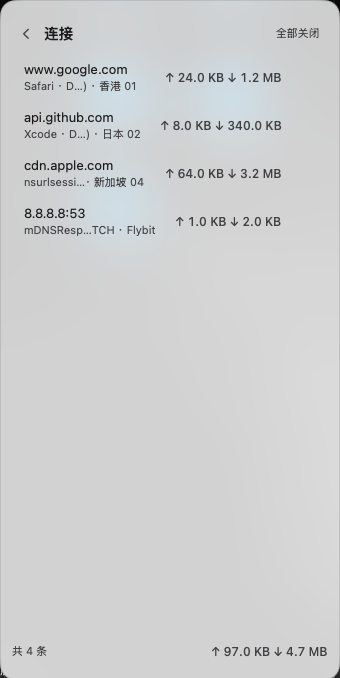 连接 全部关闭
www.google.com ↑ 24.0 KB ↓ 1.2 MB
Safari · D...) · 香港 01
api.github.com ↑ 8.0 KB ↓ 340.0 KB
Xcode · D...) · 日本 02
cdn.apple.com ↑ 64.0 KB ↓ 3.2 MB
nsurlsessi... · 新加坡 04
8.8.8.8:53 ↑ 1.0 KB ↓ 2.0 KB
mDNSResp...TCH · Flybit
共 4 条 ↑ 97.0 KB ↓ 4.7 MB